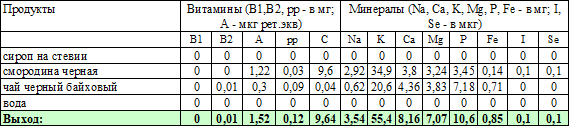 Продукты Витамины (В1,В2, рр - в мг; Минералы (Na, Ca, K, Mg, P, Fe - в мг; I,
А - мкг рет.экв) Se - в мкг)
В1 В2 А рр С Na K Ca Mg P Fe I Se
сироп на стевии 0 0 0 0 0 0 0 0 0 0 0 0 0
смородина черная 0 0 1,22 0,03 9,6 2,92 34,9 3,8 3,24 3,45 0,14 0,1 0,1
чай черный байховый 0 0,01 0,3 0,09 0,04 0,62 20,6 4,36 3,83 7,18 0,71 0 0
вода 0 0 0 0 0 0 0 0 0 0 0 0 0
Выход: 0 0,01 1,52 0,12 9,64 3,54 55,4 8,16 7,07 10,6 0,85 0,1 0,1